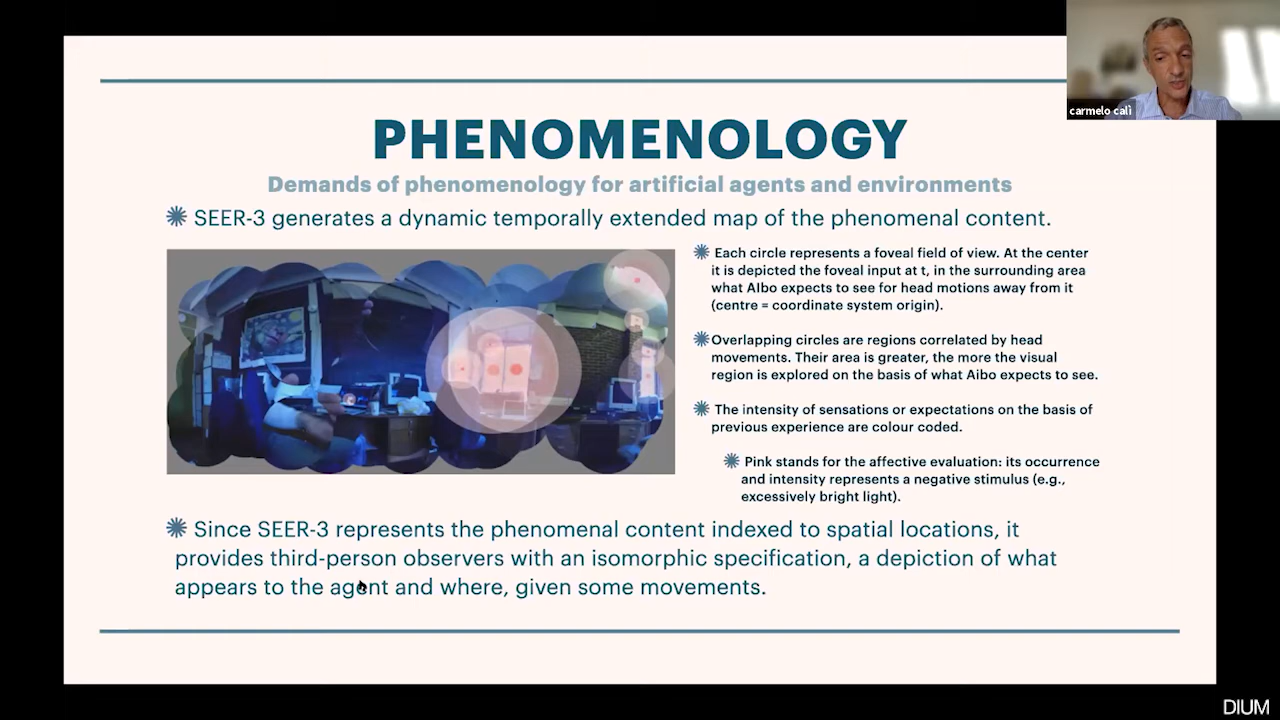 carmelo calì
PHENOMENOLOGY
Demands of phenomenology for artificial agents and environments
SEER-3 generates a dynamic temporally extended map of the phenomenal content.
Each circle represents a foveal field of view. At the center
it is depicted the foveal input at t, in the surrounding area
what AIbo expects to see for head motions away from it
(centre = coordinate system origin).
Overlapping circles are regions correlated by head
movements. Their area is greater, the more the visual
region is explored on the basis of what Aibo expects to see.
The intensity of sensations or expectations on the basis of
previous experience are colour coded.
Pink stands for the affective evaluation: its occurrence
and intensity represents a negative stimulus (e.g.,
excessively bright light).
Since SEER-3 represents the phenomenal content indexed to spatial locations, it
provides third-person observers with an isomorphic specification, a depiction of what
appears to the agent and where, given some movements.
DIUM